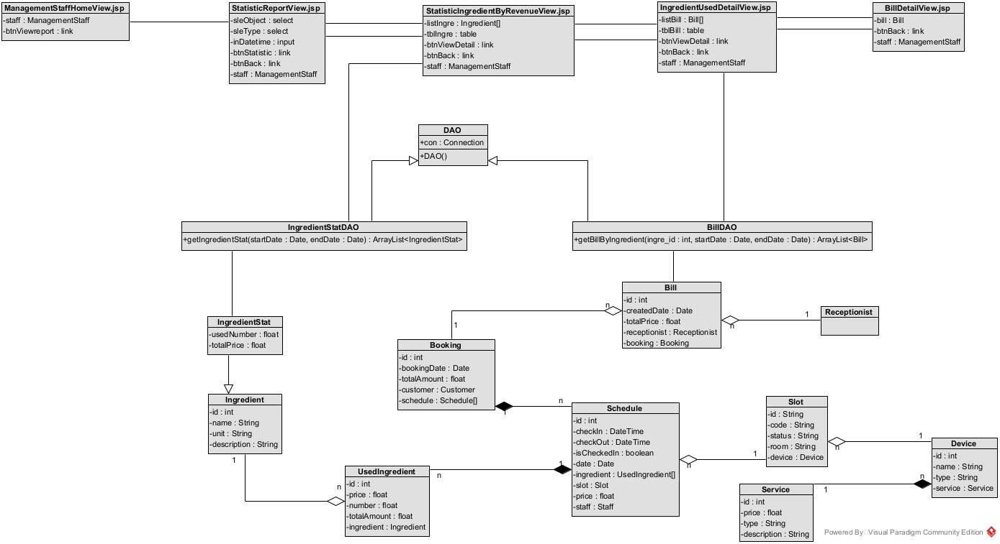 ManagementStaffHomeView.jsp
-staff : ManagementStaff
-btnViewreport : link
StatisticReportView.jsp
-sleObject : select
-sleType : select
-inDatetime : input
-btnStatistic : link
-btnBack : link
-staff : ManagementStaff
StatisticIngredientByRevenueView.jsp
-listIngre : Ingredient[]
-tblIngre : table
-btnViewDetail : link
-btnBack : link
-staff : ManagementStaff
IngredientUsedDetailView.jsp
-listBill : Bill[]
-tblBill : table
-btnViewDetail : link
-btnBack : link
-staff : ManagementStaff
BillDetailView.jsp
-bill : Bill
-btnBack : link
-staff : ManagementStaff
DAO
+con : Connection
+DAO()
IngredientStatDAO
+getIngredientStat(startDate : Date, endDate : Date) : ArrayList<IngredientStat>
BillDAO
+getBillByIngredient(ingre_id : int, startDate : Date, endDate : Date) : ArrayList<Bill>
Bill
-id : int
-createdDate : Date
-totalPrice : float
-receptionist : Receptionist
-booking : Booking
n
1
n
1
Receptionist
IngredientStat
-usedNumber : float
-totalPrice : float
Booking
-id : int
-bookingDate : Date
-totalAmount : float
-customer : Customer
-schedule : Schedule[]
1
n
Ingredient
-id : int
-name : String
-unit : String
-description : String
1
n
UsedIngredient
-id : int
-price : float
-number : float
-totalAmount : float
-ingredient : Ingredient
n
1
Schedule
-id : int
-checkIn : DateTime
-checkOut : DateTime
-isCheckedIn : boolean
-date : Date
-ingredient : UsedIngredient[]
-slot : Slot
-price : float
-staff : Staff
n
1
Slot
-id : String
-code : String
-status : String
-room : String
-device : Device
n
1
Device
-id : int
-name : String
-type : String
-service : Service
n
1
Service
-id : int
-price : float
-type : String
-description : String
Powered By Visual Paradigm Community Edition